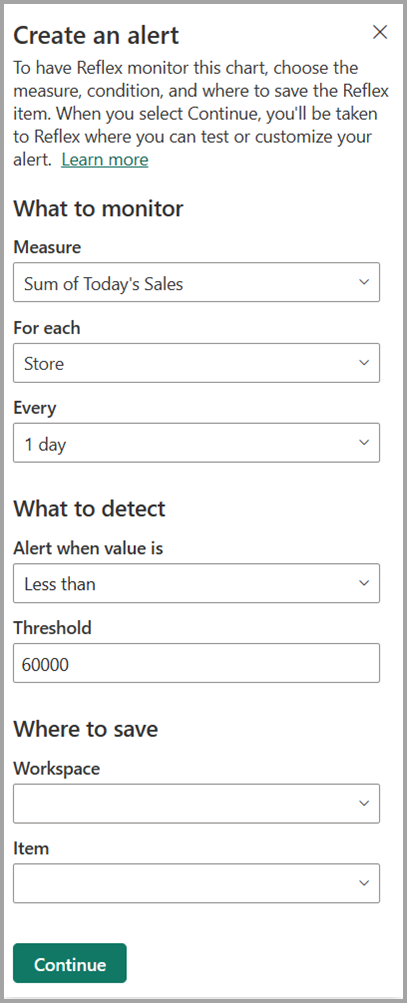 Create an alert
To have Reflex monitor this chart, choose the
measure, condition, and where to save the Reflex
item. When you select Continue, you'll be taken
to Reflex where you can test or customize your
alert. Learn more
What to monitor
Measure
Sum of Today's Sales
For each
Store
Every
1 day
What to detect
Alert when value is
Less than
Threshold
60000
Where to save
Workspace
Item
Continue